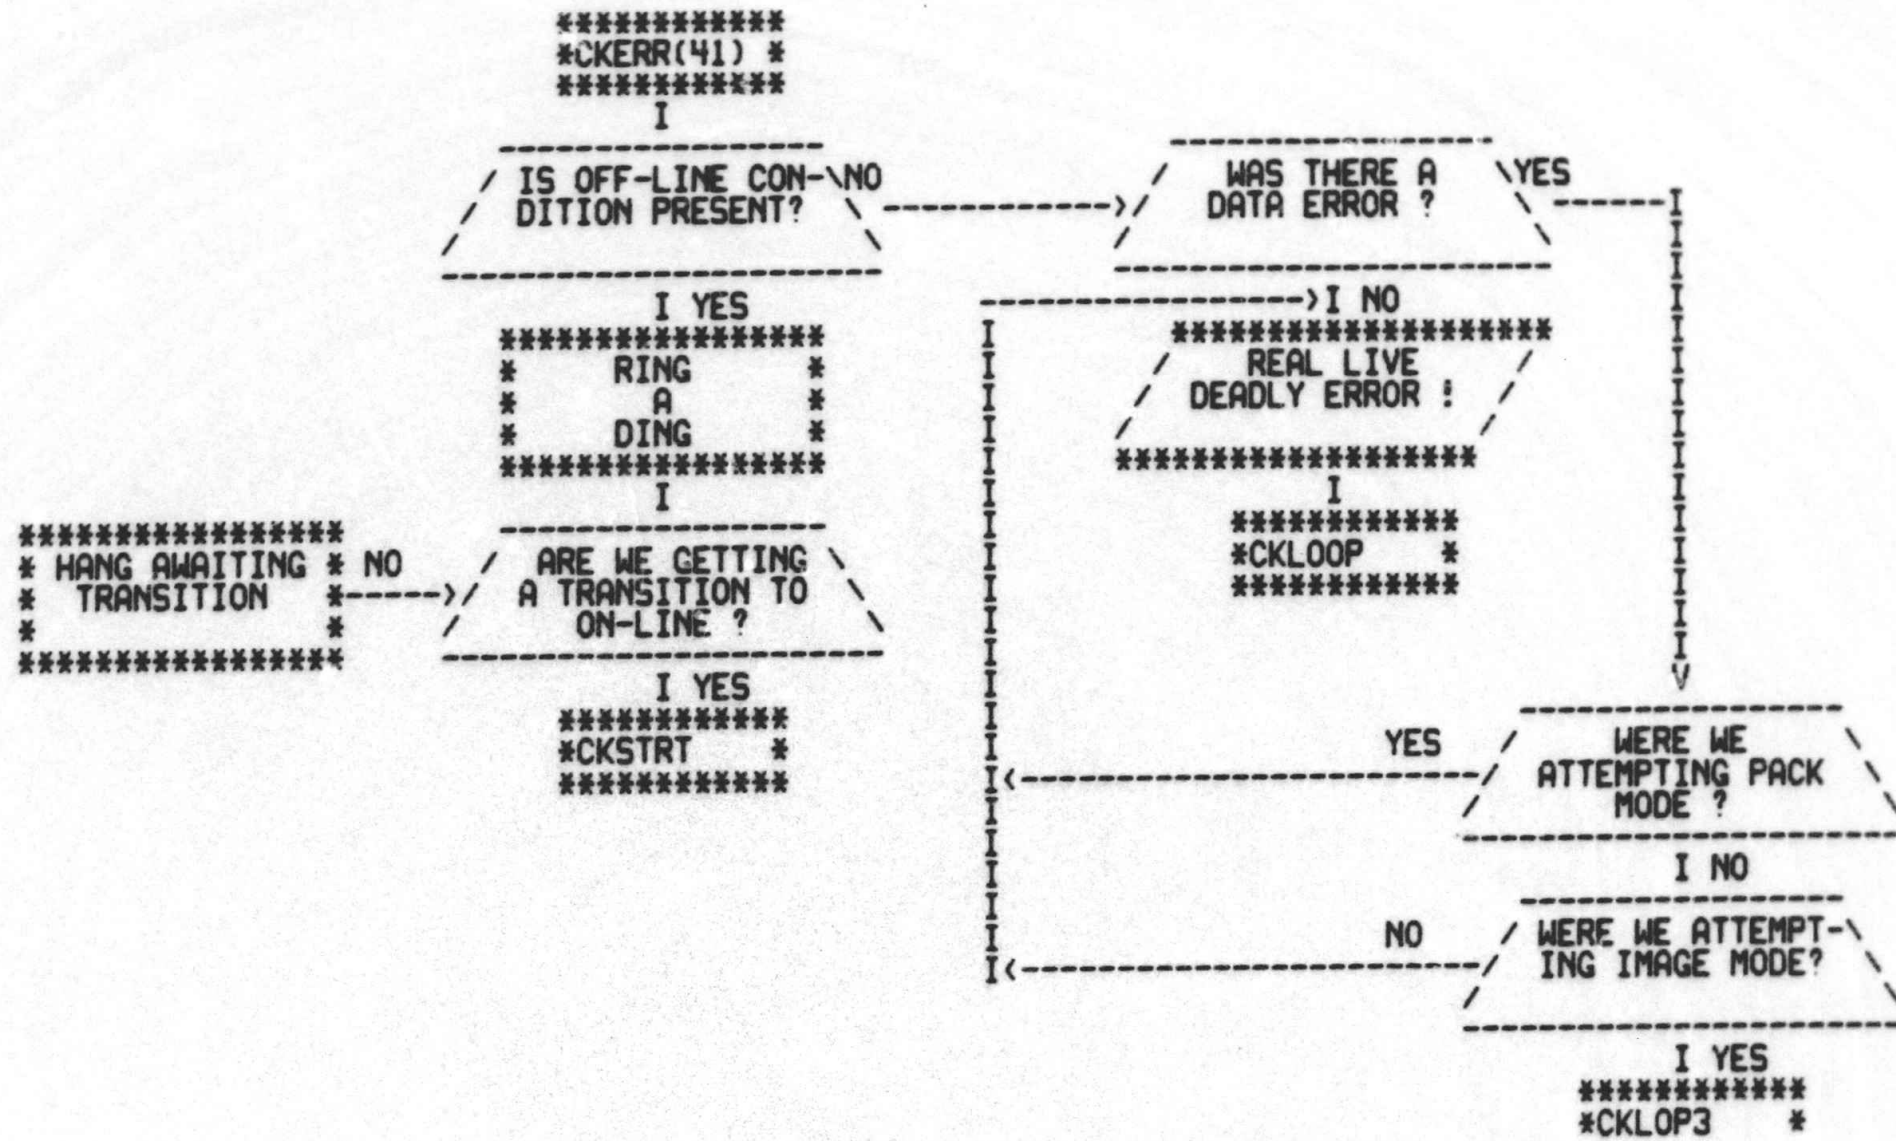 *CKERR(41) *
IS OFF-LINE CON-
DITION PRESENT?
NO
WAS THERE A
DATA ERROR ?
YES
I YES
I NO
RING
A
DING
REAL LIVE
DEADLY ERROR !
*CKLOOP *
HANG AWAITING
TRANSITION
NO
ARE WE GETTING
A TRANSITION TO
ON-LINE ?
I YES
*CKSTRT *
WERE WE
ATTEMPTING PACK
MODE ?
YES
I NO
WERE WE ATTEMPT-
ING IMAGE MODE?
NO
I YES
*CKLOP3 *